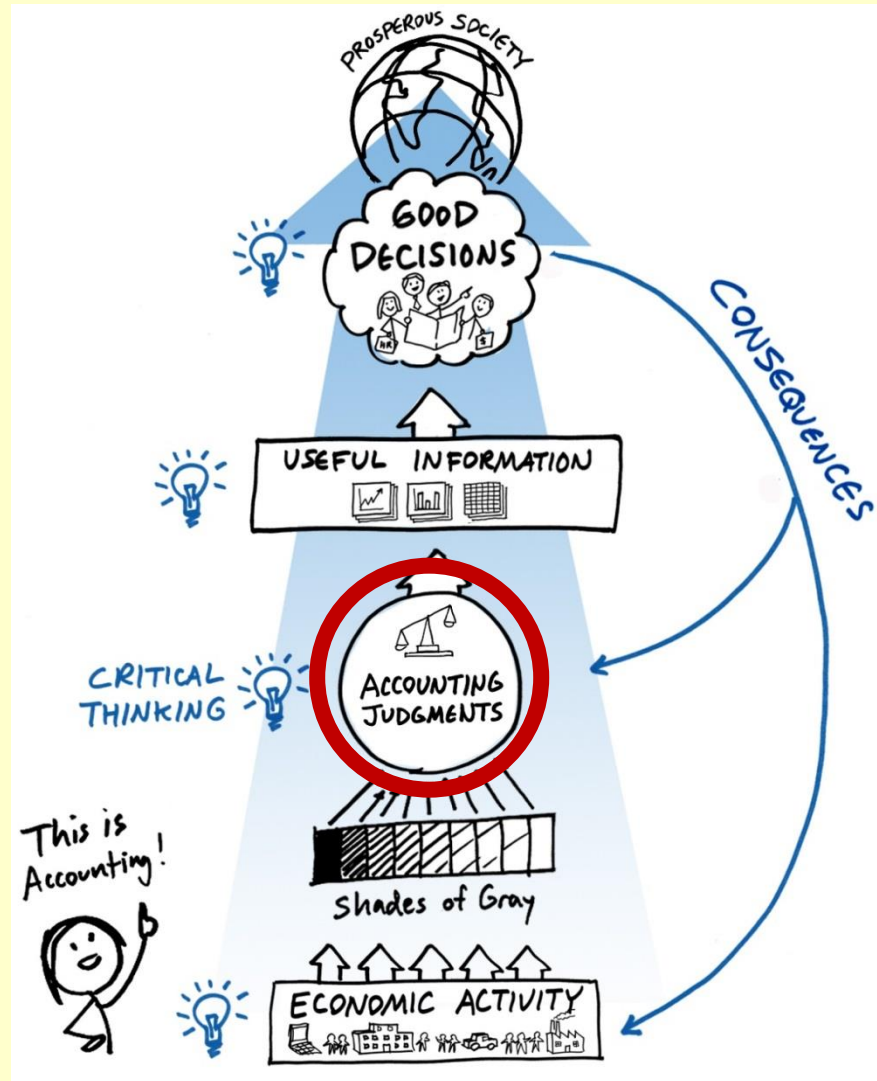 PROSPEROUS SOCIETY
GOOD
DECISIONS
HR
$
CONSEQUENCES
USEFUL INFORMATION
CRITICAL
THINKING
ACCOUNTING
JUDGMENTS
This is
Accounting!
Shades of Gray
ECONOMIC ACTIVITY